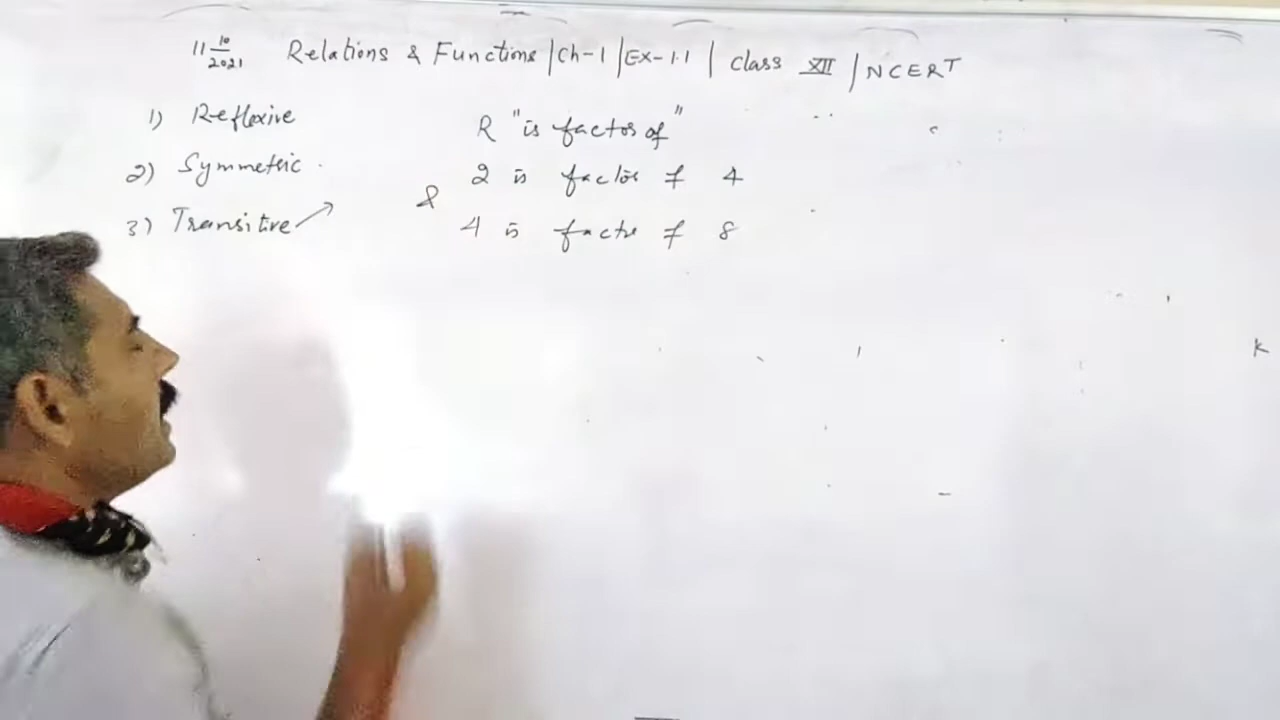 11 10/2021 Relations & Functions | Ch-1 | Ex-1.1 | Class XII | NCERT
1) Reflexive
2) Symmetric
3) Transitive
R "is factor of"
2 is factor of 4
& 4 is factor of 8
K